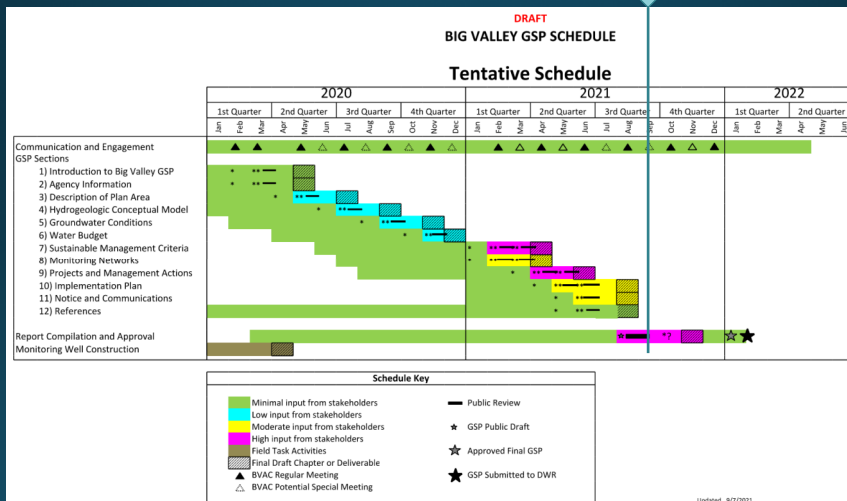 DRAFT
BIG VALLEY GSP SCHEDULE
Tentative Schedule
2020 2021 2022
1st Quarter 2nd Quarter 3rd Quarter 4th Quarter 1st Quarter 2nd Quarter 3rd Quarter 4th Quarter 1st Quarter 2nd Quarter
Jan Feb Mar Apr May Jun Jul Aug Sep Oct Nov Dec Jan Feb Mar Apr May Jun Jul Aug Sep Oct Nov Dec Jan Feb Mar Apr May Jun
Communication and Engagement
GSP Sections
1) Introduction to Big Valley GSP
2) Agency Information
3) Description of Plan Area
4) Hydrogeologic Conceptual Model
5) Groundwater Conditions
6) Water Budget
7) Sustainable Management Criteria
8) Monitoring Networks
9) Projects and Management Actions
10) Implementation Plan
11) Notice and Communications
12) References
Report Compilation and Approval *?
Monitoring Well Construction
Schedule Key
Minimal input from stakeholders Public Review
Low input from stakeholders
Moderate input from stakeholders GSP Public Draft
High input from stakeholders
Field Task Activities Approved Final GSP
Final Draft Chapter or Deliverable
BVAC Regular Meeting GSP Submitted to DWR
BVAC Potential Special Meeting
Updated 9/7/2021